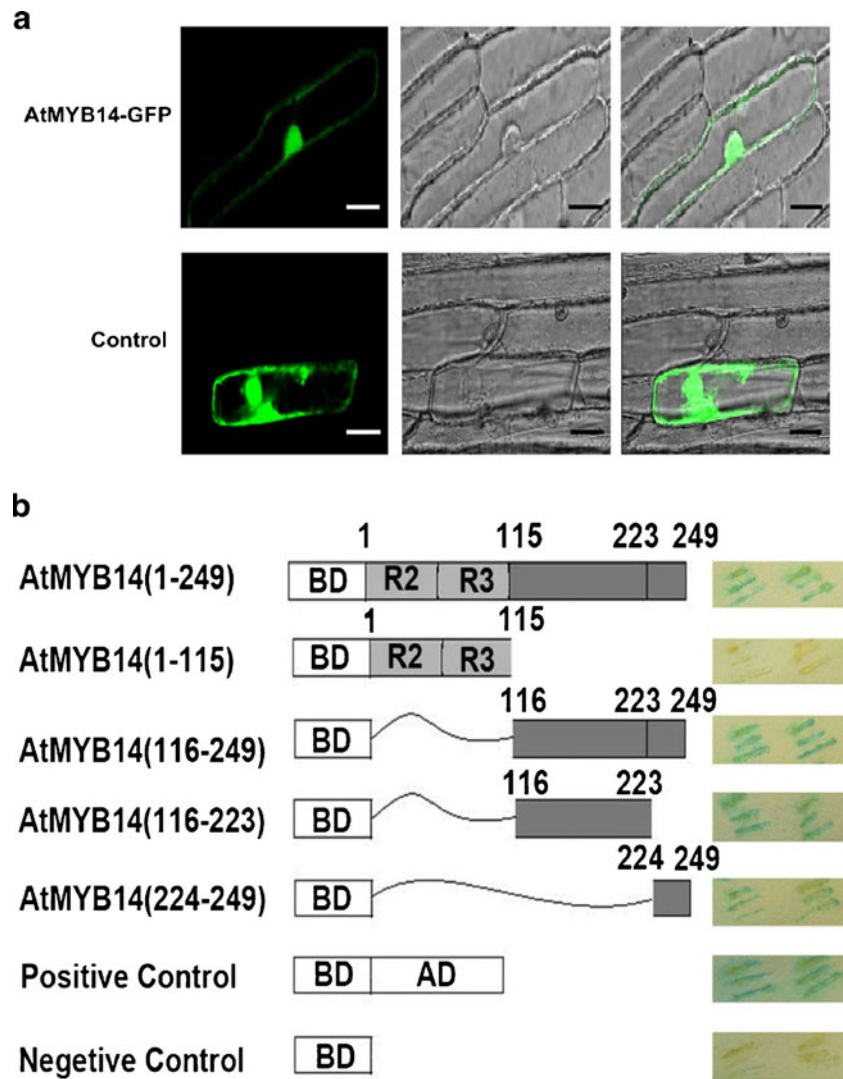 a
AtMYB14-GFP
Control
b
1 115 223 249
AtMYB14(1-249) BD R2 R3
1 115
AtMYB14(1-115) BD R2 R3
116 223 249
AtMYB14(116-249) BD
116 223
AtMYB14(116-223) BD
224 249
AtMYB14(224-249) BD
Positive Control BD AD
Negetive Control BD